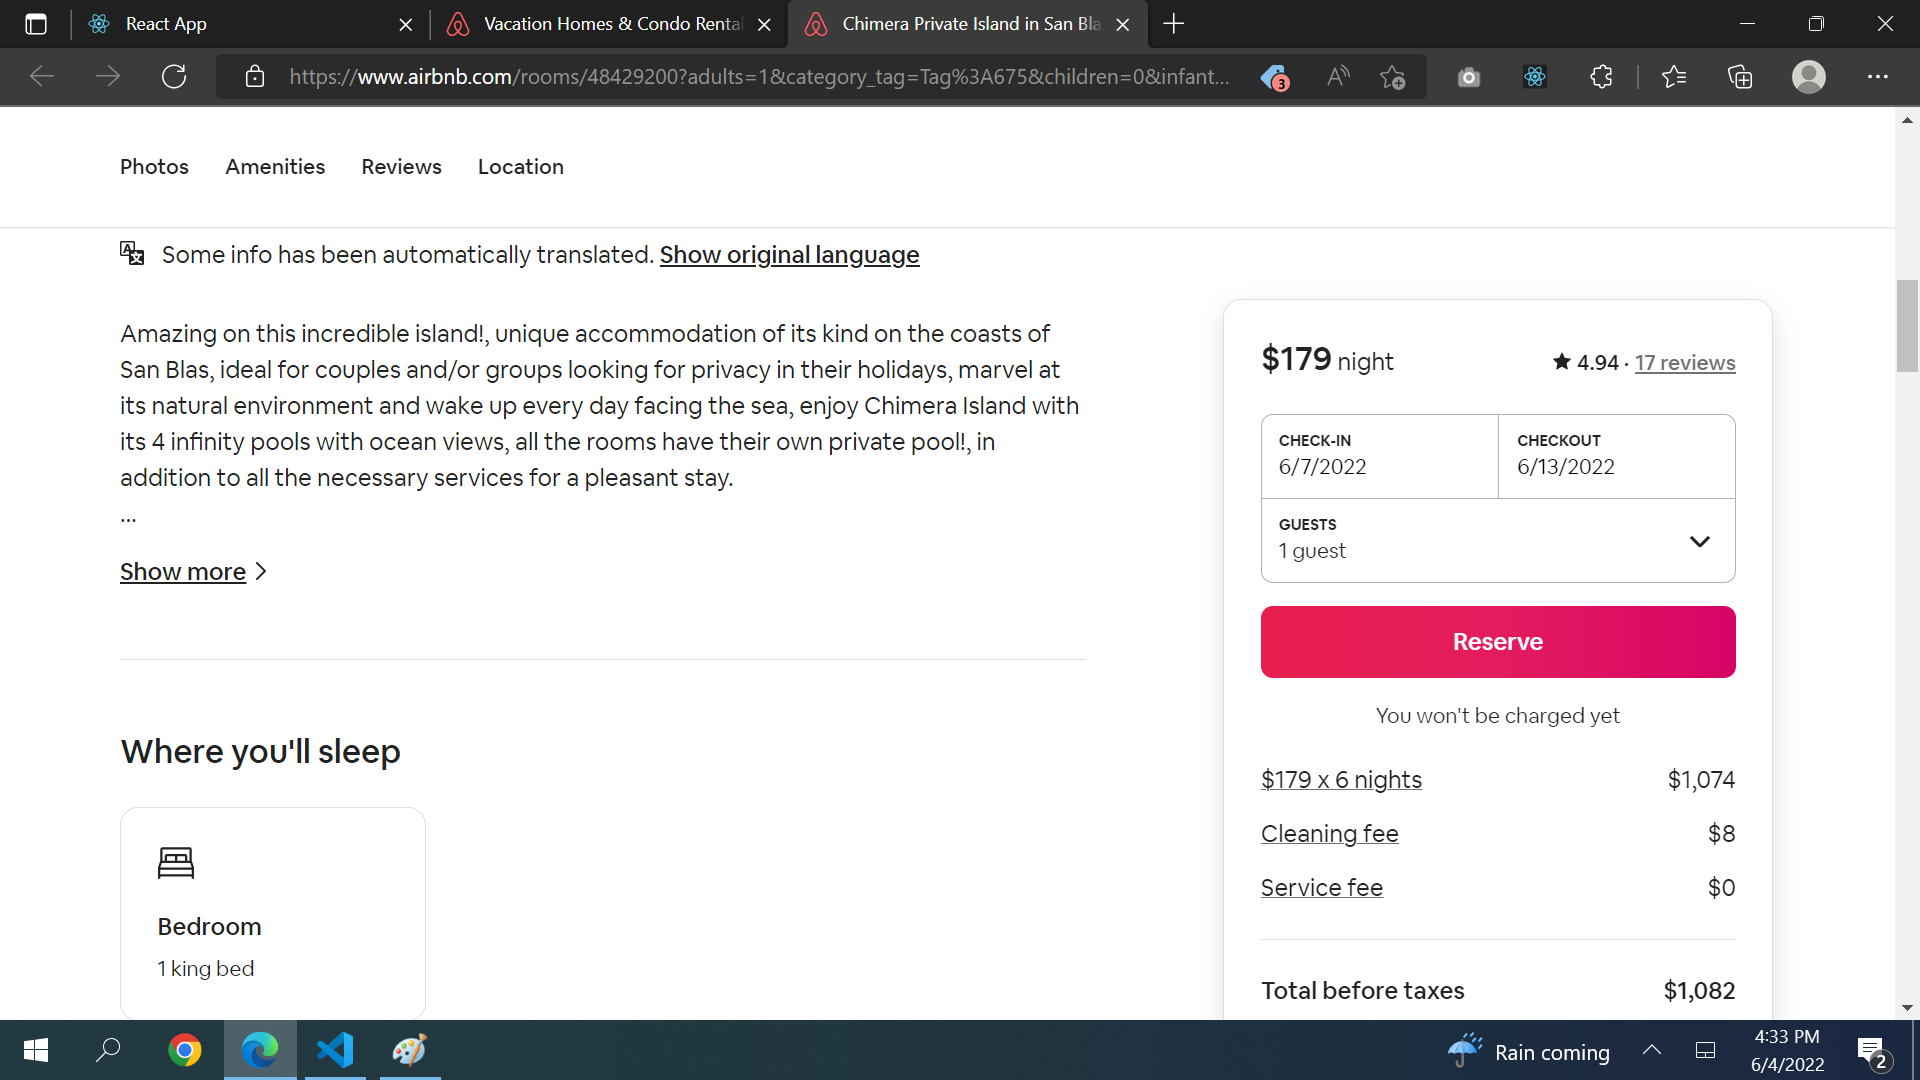 React App
Vacation Homes & Condo Rental
Chimera Private Island in San Bla
https://www.airbnb.com/rooms/48429200?adults=1&category_tag=Tag%3A675&children=0&infant...
3
Photos
Amenities
Reviews
Location
Some info has been automatically translated. Show original language
Amazing on this incredible island!, unique accommodation of its kind on the coasts of
San Blas, ideal for couples and/or groups looking for privacy in their holidays, marvel at
its natural environment and wake up every day facing the sea, enjoy Chimera Island with
its 4 infinity pools with ocean views, all the rooms have their own private pool!, in
addition to all the necessary services for a pleasant stay.
...
Show more
Where you'll sleep
Bedroom
1 king bed
$179 night
4.94 · 17 reviews
CHECK-IN
6/7/2022
CHECKOUT
6/13/2022
GUESTS
1 guest
Reserve
You won't be charged yet
$179 x 6 nights
$1,074
Cleaning fee
$8
Service fee
$0
Total before taxes
$1,082
Rain coming
4:33 PM
6/4/2022
2